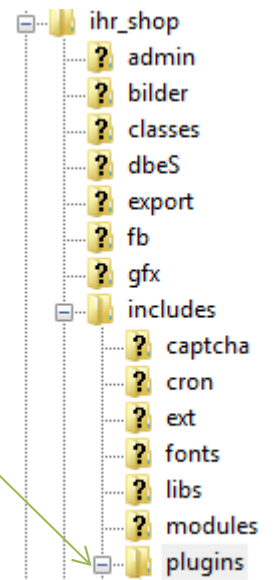 ihr_shop
admin
bilder
classes
dbeS
export
fb
gfx
includes
captcha
cron
ext
fonts
libs
modules
plugins